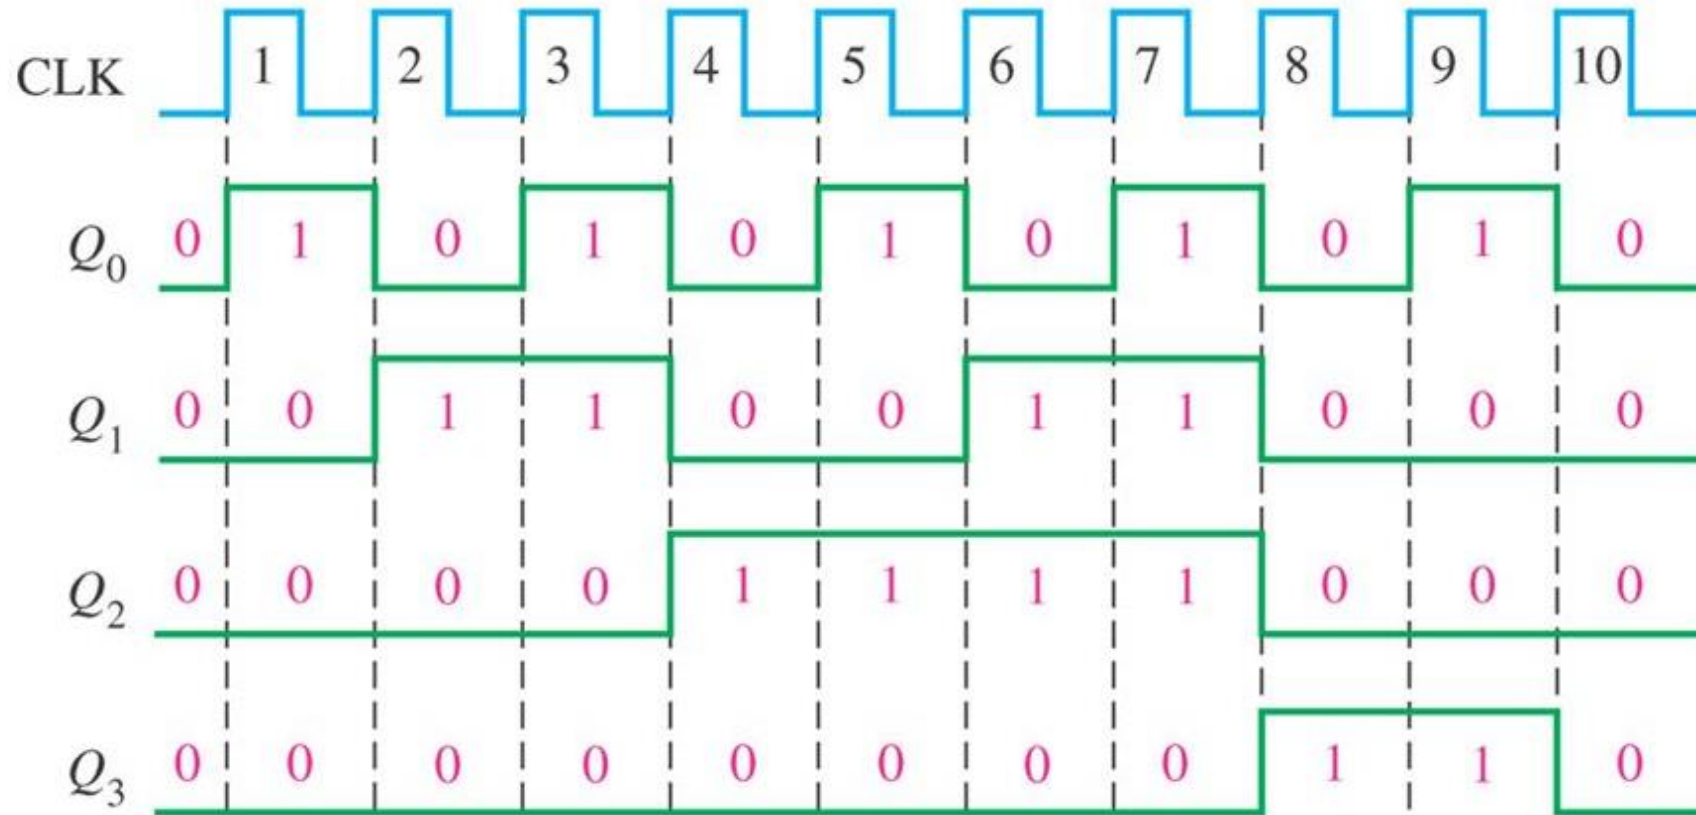 CLK 1 2 3 4 5 6 7 8 9 10
Q0 0 1 0 1 0 1 0 1 0 1 0
Q1 0 0 1 1 0 0 1 1 0 0 0
Q2 0 0 0 0 1 1 1 1 0 0 0
Q3 0 0 0 0 0 0 0 0 1 1 0